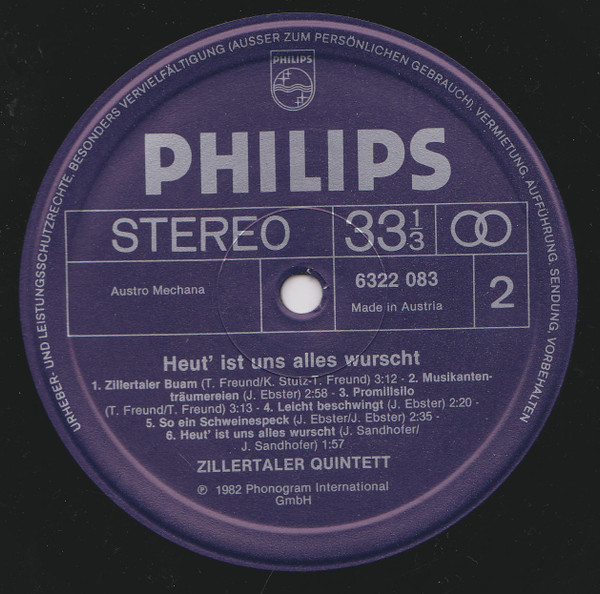 URHEBER- UND LEISTUNGSSCHUTZRECHTE, BESONDERS VERVIELFÄLTIGUNG (AUSSER ZUM PERSÖNLICHEN GEBRAUCH), VERMIETUNG, AUFFÜHRUNG, SENDUNG, VORBEHALTEN
PHILIPS
PHILIPS
STEREO 33 1/3
Austro Mechana 6322 083 2
Made in Austria
Heut' ist uns alles wurscht
1. Zillertaler Buam (T. Freund/K. Stutz-T. Freund) 3:12 - 2. Musikanten-
träumereien (J. Ebster) 2:58 - 3. Promillsilo
(T. Freund/T. Freund) 3:13 - 4. Leicht beschwingt (J. Ebster) 2:20 -
5. So ein Schweinespeck (J. Ebster/J. Ebster) 2:35 -
6. Heut' ist uns alles wurscht (J. Sandhofer/
J. Sandhofer) 1:57
ZILLERTALER QUINTETT
℗ 1982 Phonogram International
GmbH